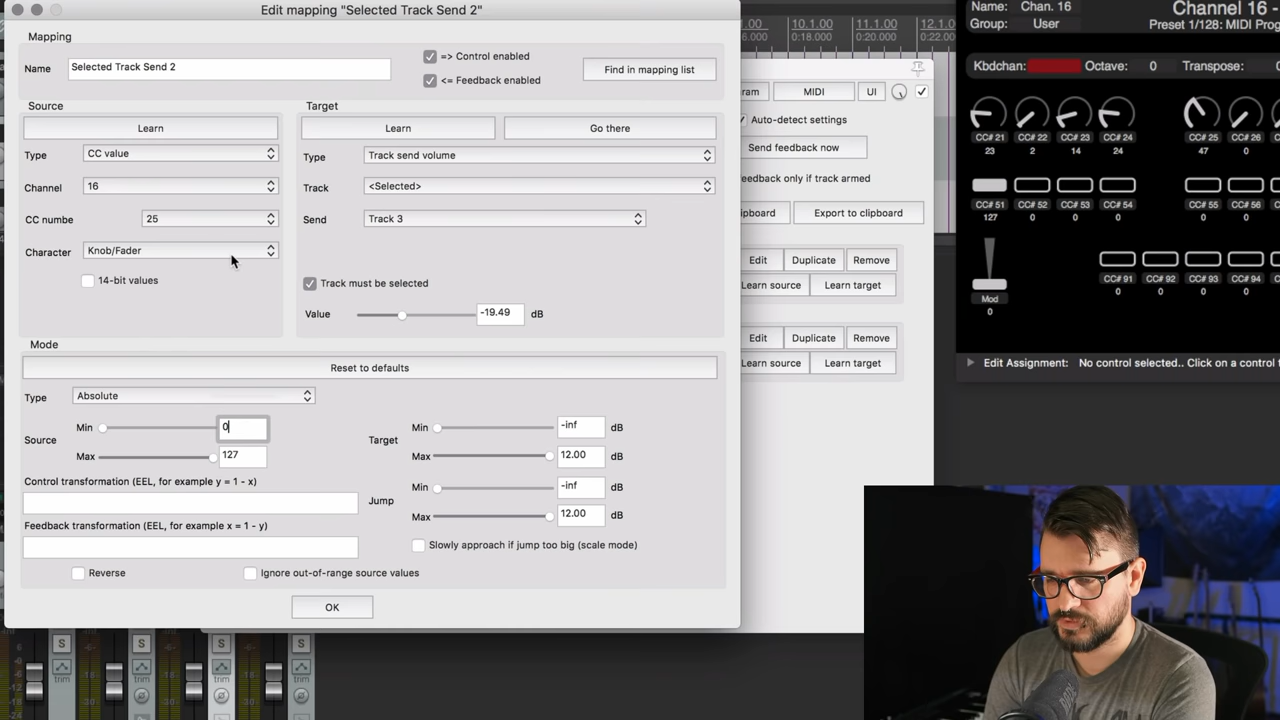 Edit mapping "Selected Track Send 2"
Mapping
Name
Selected Track Send 2
=> Control enabled
<= Feedback enabled
Find in mapping list
Source
Learn
Type
CC value
Channel
16
CC numbe
25
Character
Knob/Fader
14-bit values
Target
Learn
Go there
Type
Track send volume
Track
<Selected>
Send
Track 3
Track must be selected
Value
-19.49
dB
Mode
Reset to defaults
Type
Absolute
Source
Min
0
Max
127
Target
Min
-inf
dB
Max
12.00
dB
Control transformation (EEL, for example y = 1 - x)
Feedback transformation (EEL, for example x = 1 - y)
Jump
Min
-inf
dB
Max
12.00
dB
Slowly approach if jump too big (scale mode)
Reverse
Ignore out-of-range source values
OK
.00
10.1.00
11.1.00
12.1.0
6.000
0:18.000
0:20.000
0:22.0
ram
MIDI
UI
Auto-detect settings
Send feedback now
eedback only if track armed
ipboard
Export to clipboard
Edit
Duplicate
Remove
Learn source
Learn target
Edit
Duplicate
Remove
Learn source
Learn target
Name:
Chan. 16
Group:
User
Channel 16 -
Preset 1/128: MIDI Prog
Kbdchan:
Octave:
0
Transpose:
CC# 21
CC# 22
CC# 23
CC# 24
CC# 25
CC# 26
23
2
14
24
47
0
CC# 51
CC# 52
CC# 53
CC# 54
CC# 55
CC# 56
127
0
0
0
0
0
CC# 91
CC# 92
CC# 93
CC# 94
0
0
0
0
Mod
0
Edit Assignment:
No control selected.. Click on a control t
S
S
S
S
trim
trim
trim
trim